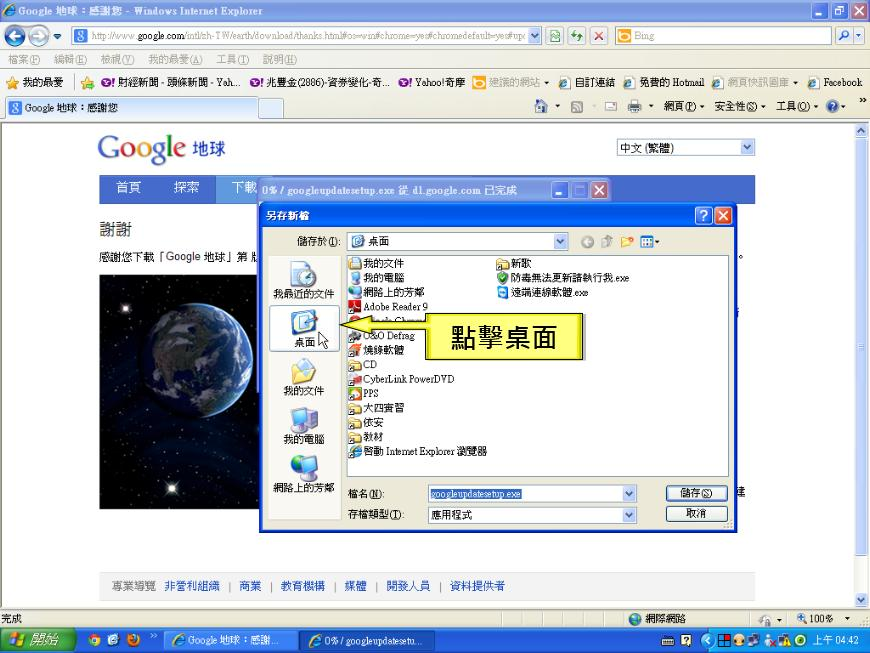 Google 地球：感謝您 - Windows Internet Explorer
http://www.google.com/intl/zh-TW/earth/download/thanks.html#os=win#chrome=yes#chromedefault=yes#up
Bing
檔案(F) 編輯(E) 檢視(V) 我的最愛(A) 工具(T) 說明(H)
我的最愛 財經新聞 - 頭條新聞 - Yah... 兆豐金(2886)-資券變化-奇... Yahoo!奇摩 建議的網站 自訂連結 免費的 Hotmail 網頁快訊圖庫 Facebook
Google 地球：感謝您
網頁(P) 安全性(S) 工具(O)
Google 地球
中文 (繁體)
首頁 探索 下載
0% / googleupdatesetup.exe 從 dl.google.com 已完成
另存新檔
謝謝
儲存於(I): 桌面
感謝您下載「Google 地球」第 版
我最近的文件
桌面
我的文件
我的電腦
網路上的芳鄰
我的文件
我的電腦
網路上的芳鄰
Adobe Reader 9
O&O Defrag
燒錄軟體
CD
CyberLink PowerDVD
PPS
大四實習
依安
教材
啟動 Internet Explorer 瀏覽器
新歌
防毒無法更新請執行我.exe
遠端連線軟體.exe
點擊桌面
檔名(N): googleupdatesetup.exe 儲存(S)
存檔類型(T): 應用程式 取消
建
專業導覽 非營利組織 | 商業 | 教育機構 | 媒體 | 開發人員 | 資料提供者
完成 網際網路 100%
開始 Google 地球：感謝... 0% / googleupdatesetu... 上午 04:42